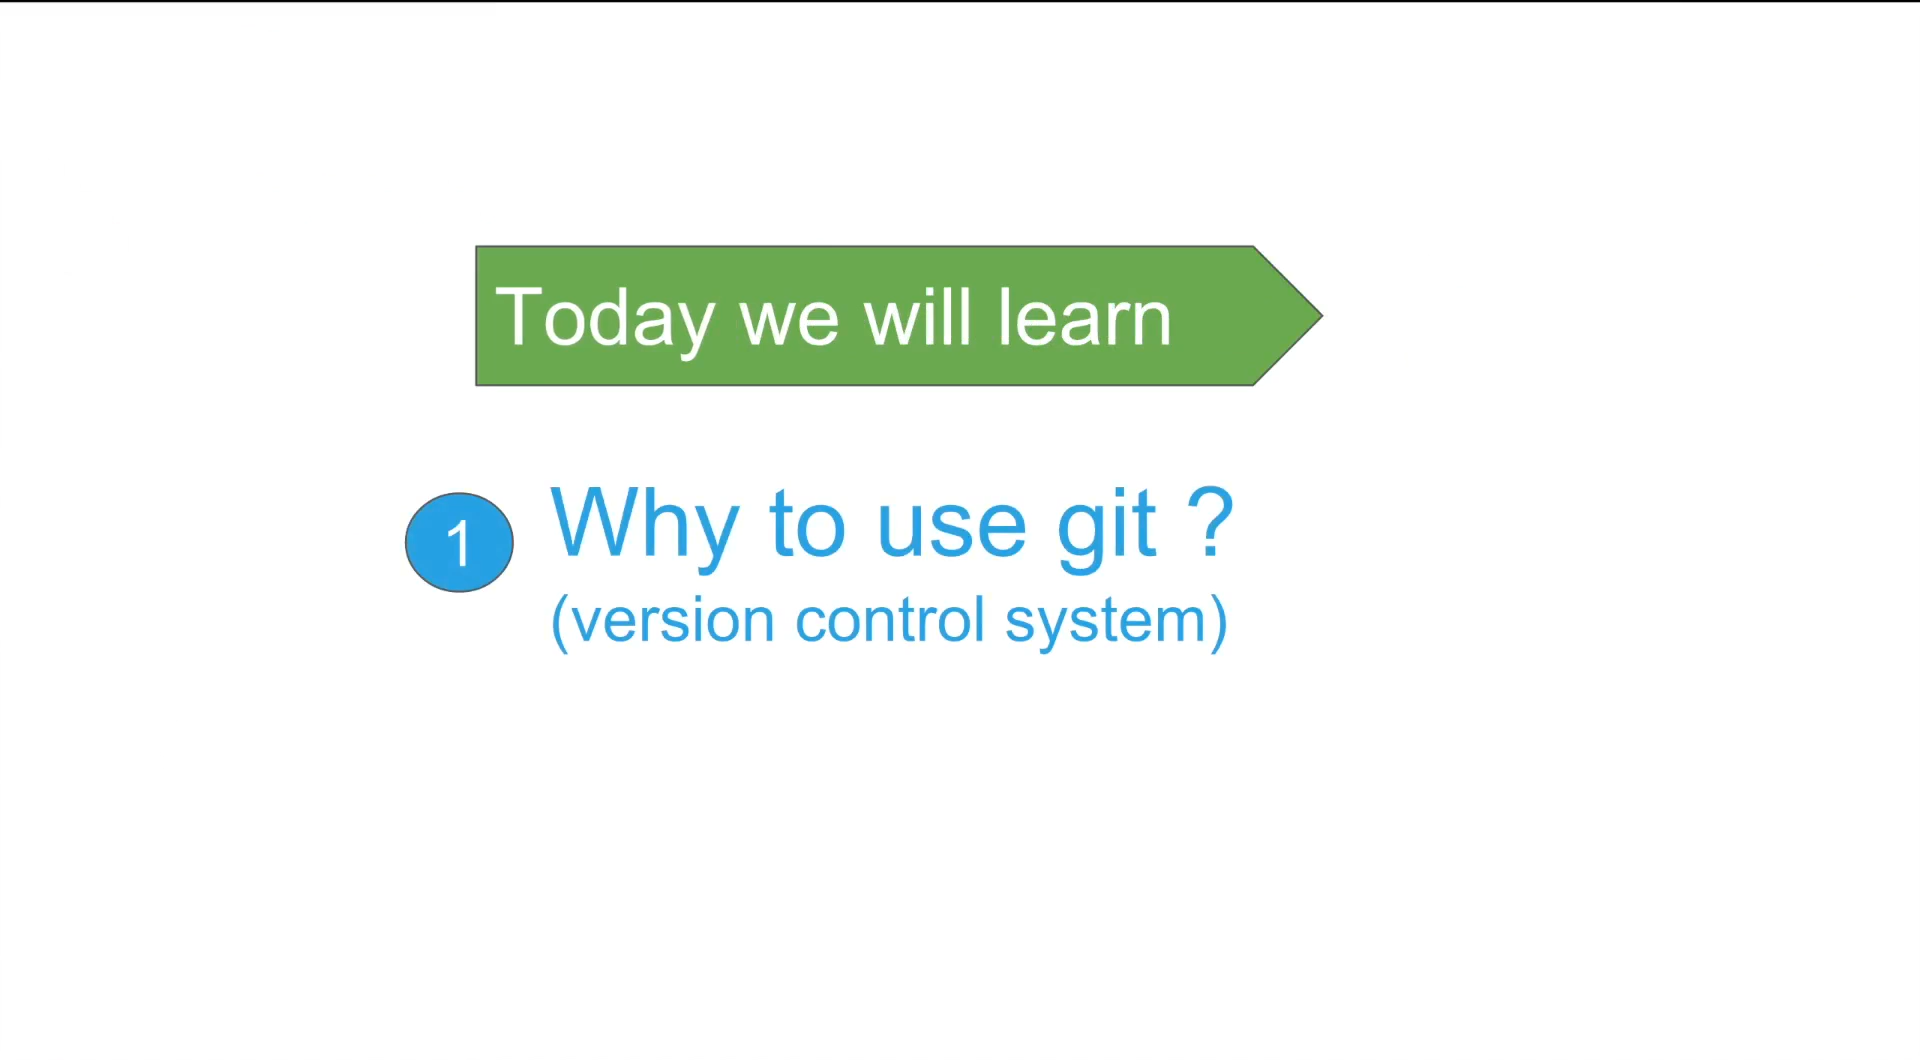 Today we will learn
1
Why to use git ?
(version control system)